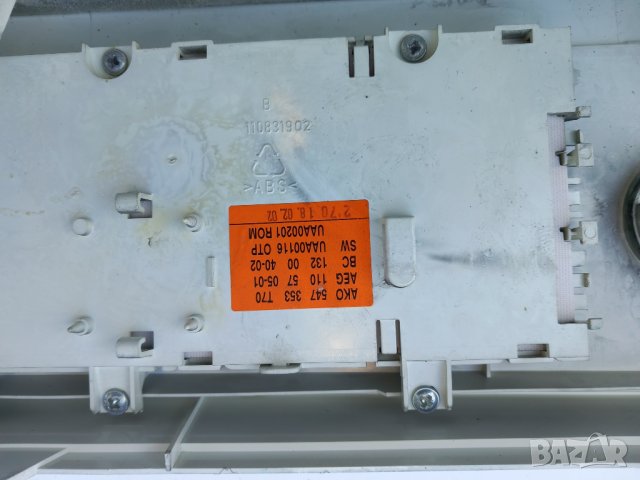 B
110831902
>ABS<
AKO 547 353 T70
AEG 110 57 05-01
BC 132 00 40-02
SW UAA00116 OTP
UAA00201 ROM
2'70 18. 02. 02
BAZAR